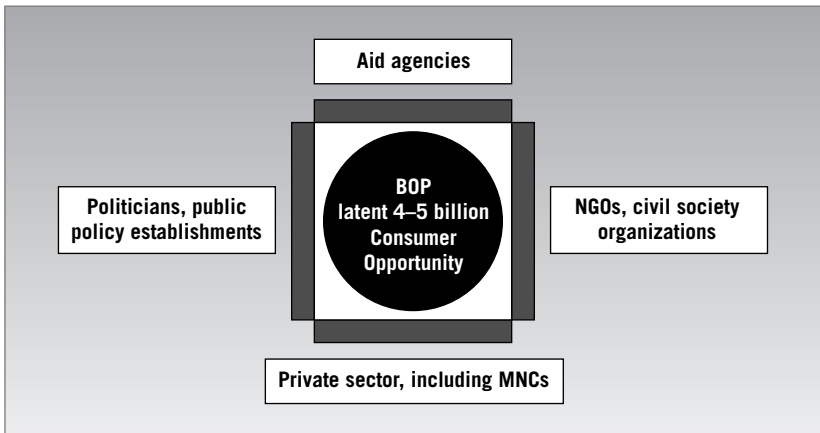 Aid agencies
Politicians, public
policy establishments
BOP
latent 4–5 billion
Consumer
Opportunity
NGOs, civil society
organizations
Private sector, including MNCs